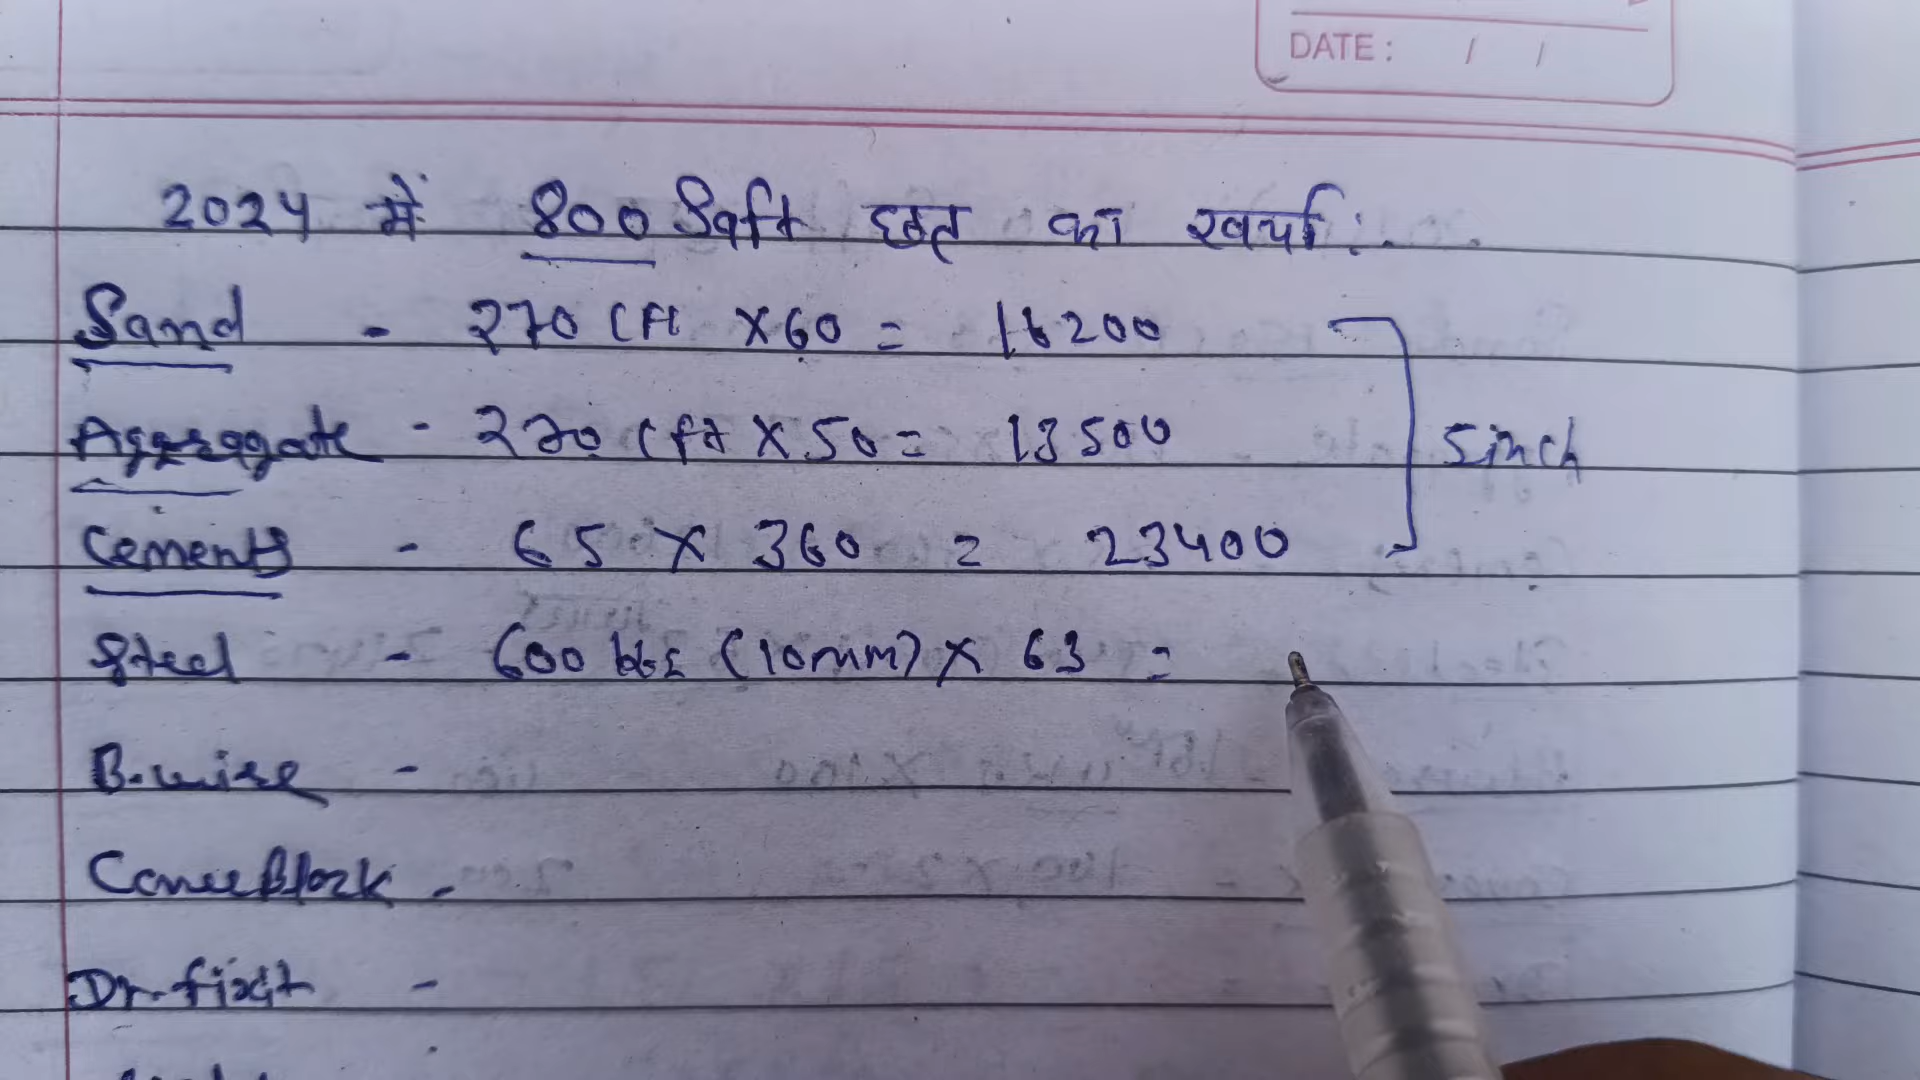 DATE: / /
2024 में 800 Sqft छत का खर्चा:.
Sand - 270 Cft X 60 = 16200
Aggregate - 270 Cft X 50 = 13500
5 inch
Cements - 65 X 360 = 23400
Steel - 600 kgs (10mm) X 63 =
B.wire -
Cover Block -
Dr. fixit -